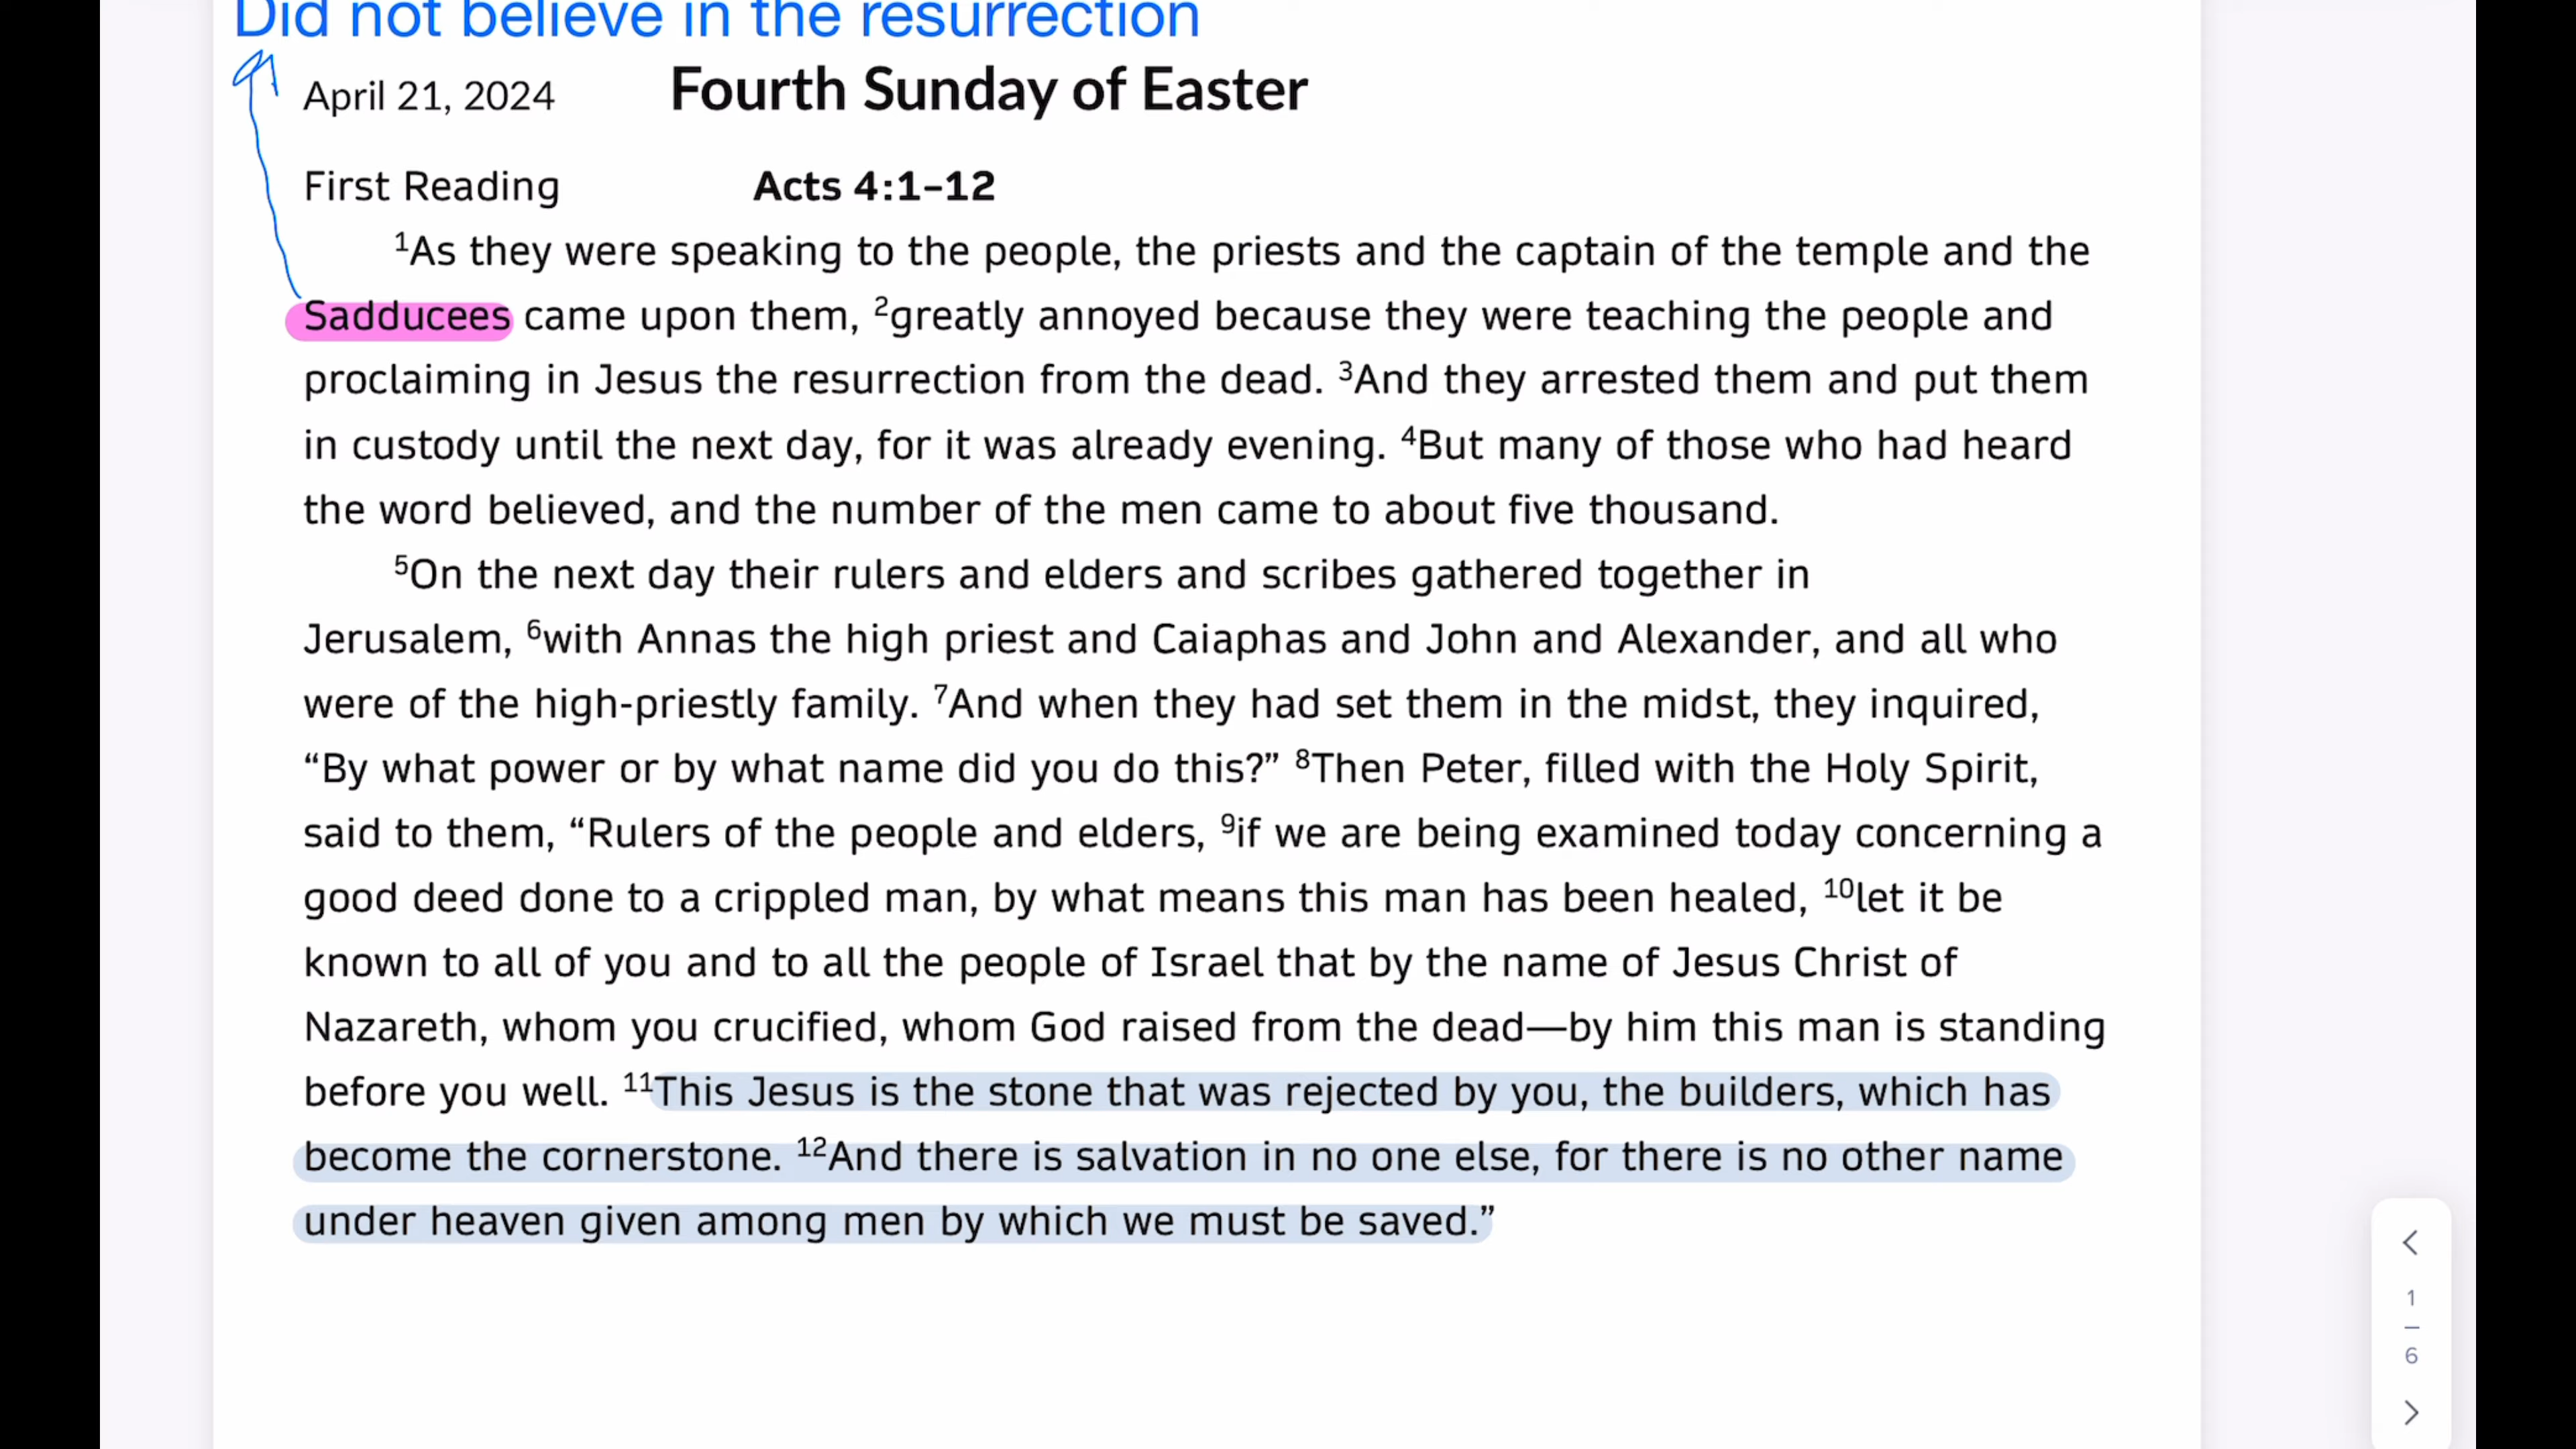 Did not believe in the resurrection
April 21, 2024 Fourth Sunday of Easter
First Reading Acts 4:1–12
1As they were speaking to the people, the priests and the captain of the temple and the
Sadducees came upon them, 2greatly annoyed because they were teaching the people and
proclaiming in Jesus the resurrection from the dead. 3And they arrested them and put them
in custody until the next day, for it was already evening. 4But many of those who had heard
the word believed, and the number of the men came to about five thousand.
5On the next day their rulers and elders and scribes gathered together in
Jerusalem, 6with Annas the high priest and Caiaphas and John and Alexander, and all who
were of the high-priestly family. 7And when they had set them in the midst, they inquired,
“By what power or by what name did you do this?” 8Then Peter, filled with the Holy Spirit,
said to them, “Rulers of the people and elders, 9if we are being examined today concerning a
good deed done to a crippled man, by what means this man has been healed, 10let it be
known to all of you and to all the people of Israel that by the name of Jesus Christ of
Nazareth, whom you crucified, whom God raised from the dead—by him this man is standing
before you well. 11This Jesus is the stone that was rejected by you, the builders, which has
become the cornerstone. 12And there is salvation in no one else, for there is no other name
under heaven given among men by which we must be saved.”
1
6